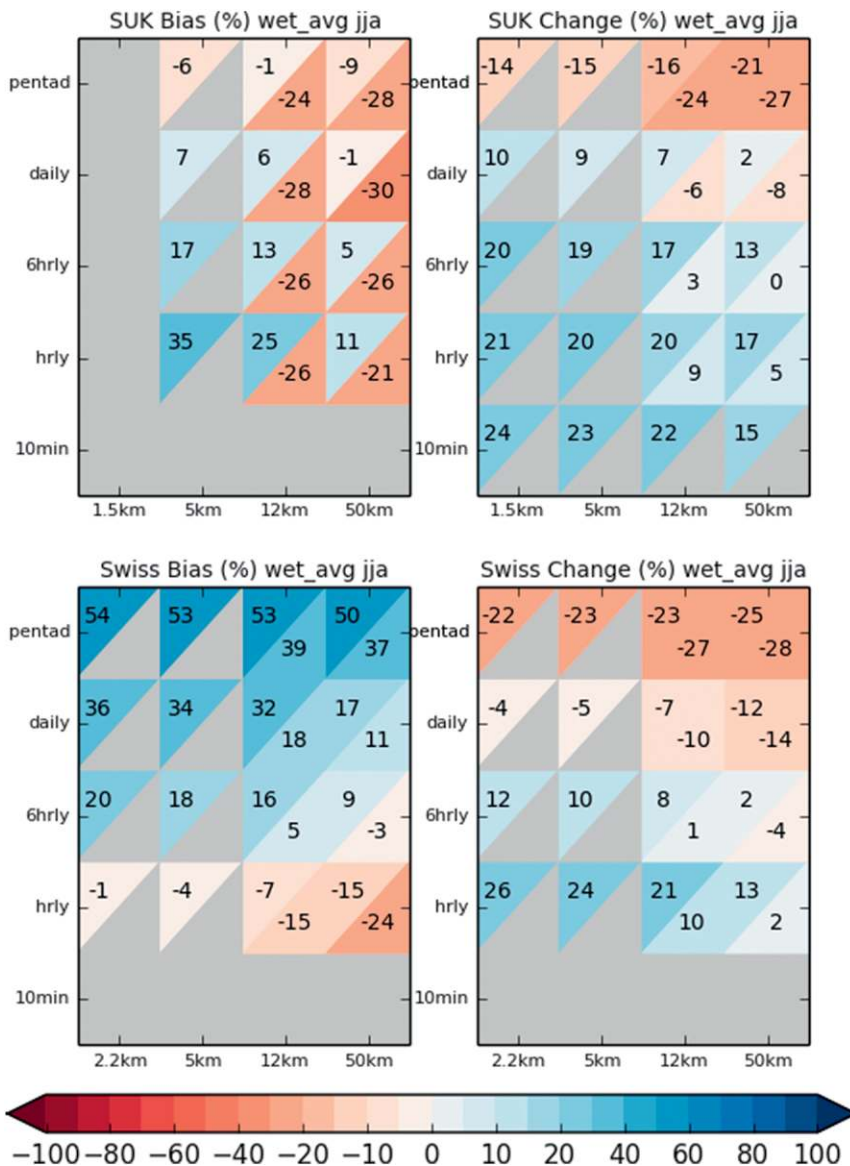 SUK Bias (%) wet_avg jja
SUK Change (%) wet_avg jja
pentad
-6
-1
-9
-24
-28
pentad
-14
-15
-16
-21
-24
-27
daily
7
6
-1
-28
-30
10
9
7
2
-6
-8
6hrly
17
13
5
-26
-26
6hrly
20
19
17
13
3
0
hrly
35
25
11
-26
-21
hrly
21
20
20
17
9
5
10min
24
23
22
15
1.5km
5km
12km
50km
1.5km
5km
12km
50km
Swiss Bias (%) wet_avg jja
Swiss Change (%) wet_avg jja
pentad
54
53
53
50
39
37
pentad
-22
-23
-23
-25
-27
-28
daily
36
34
32
17
18
11
daily
-4
-5
-7
-12
-10
-14
6hrly
20
18
16
9
5
-3
6hrly
12
10
8
2
1
-4
hrly
-1
-4
-7
-15
-15
-24
hrly
26
24
21
13
10
2
10min
10min
2.2km
5km
12km
50km
2.2km
5km
12km
50km
−100 −80 −60 −40 −20 −10 0 10 20 40 60 80 100